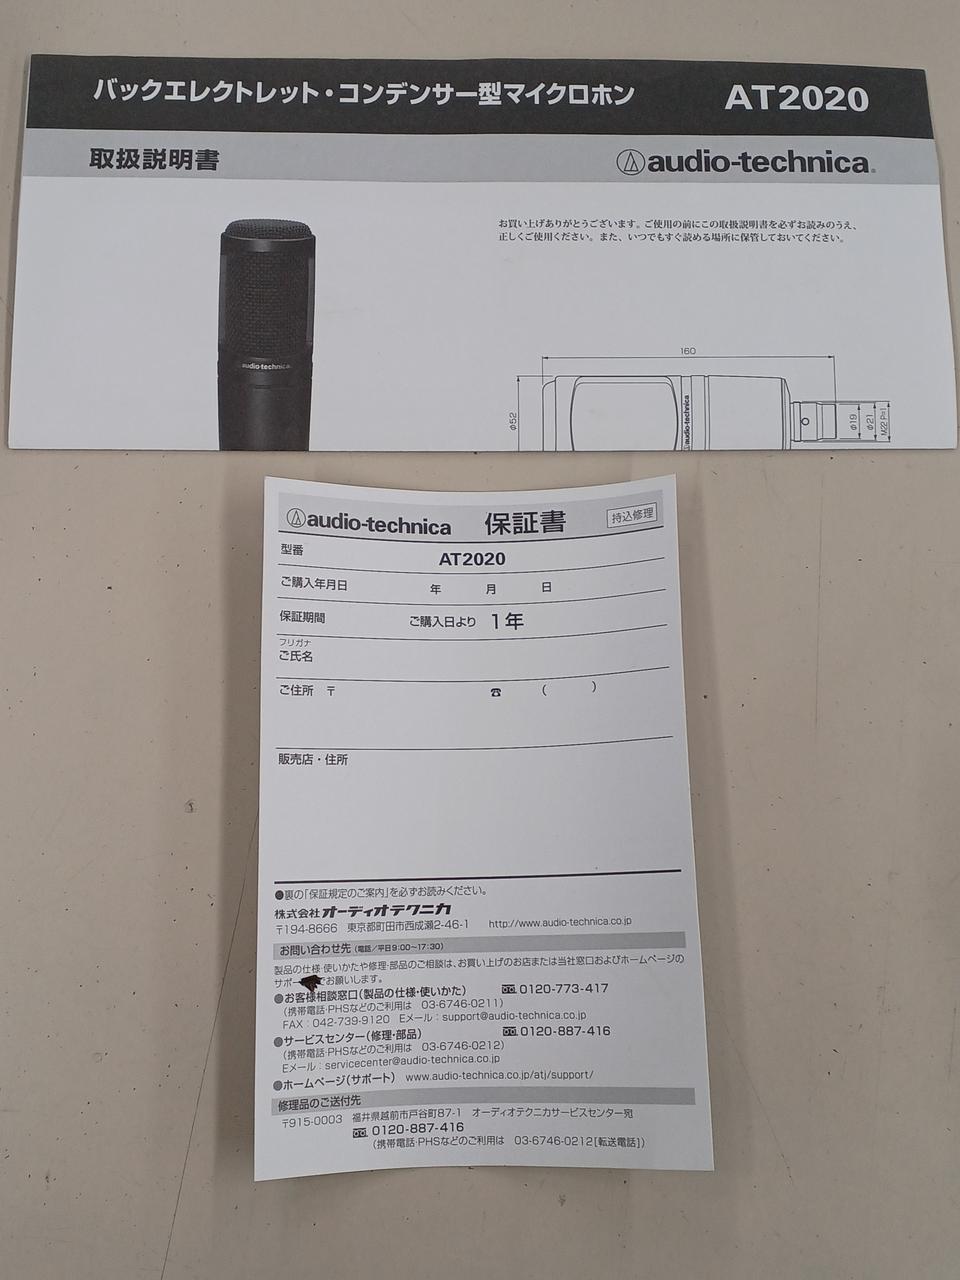 バックエレクトレット・コンデンサー型マイクロホン AT2020
取扱説明書 audio-technica®
お買い上げありがとうございます。ご使用の前にこの取扱説明書を必ずお読みのうえ、
正しくご使用ください。また、いつでもすぐ読める場所に保管しておいてください。
audio-technica
160
φ52
audio-technica
φ19
φ21
M22 P=1
audio-technica 保証書 持込修理
型番 AT2020
ご購入年月日 年 月 日
保証期間 ご購入日より 1年
フリガナ
ご氏名
ご住所 〒 ☎ ( )
販売店・住所
●裏の「保証規定のご案内」を必ずお読みください。
株式会社オーディオテクニカ
〒194-8666 東京都町田市西成瀬2-46-1 http://www.audio-technica.co.jp
お問い合わせ先(電話/平日9:00〜17:30)
製品の仕様・使いかたや修理・部品のご相談は、お買い上げのお店または当社窓口およびホームページの
サポー でお願いします。
●お客様相談窓口(製品の仕様・使いかた) 0120-773-417
(携帯電話・PHSなどのご利用は 03-6746-0211)
FAX:042-739-9120 Eメール:support@audio-technica.co.jp
●サービスセンター(修理・部品) 0120-887-416
(携帯電話・PHSなどのご利用は 03-6746-0212)
Eメール:servicecenter@audio-technica.co.jp
●ホームページ(サポート) www.audio-technica.co.jp/atj/support/
修理品のご送付先
〒915-0003 福井県越前市戸谷町87-1 オーディオテクニカサービスセンター宛
0120-887-416
(携帯電話・PHSなどのご利用は 03-6746-0212[転送電話])